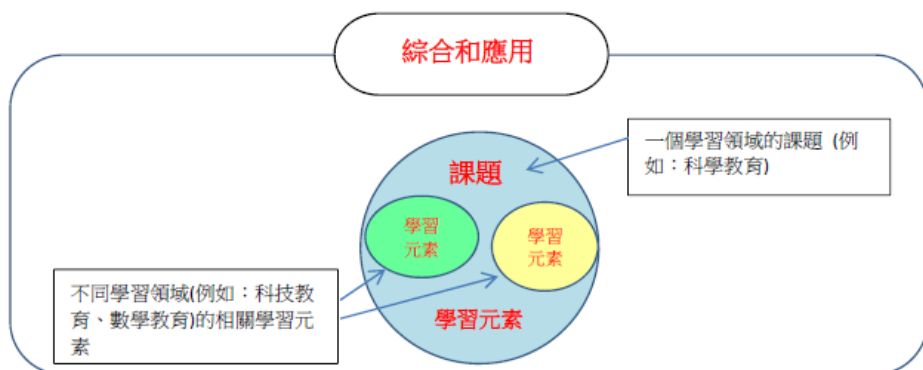 綜合和應用
一個學習領域的課題 (例
如：科學教育)
課題
學習
元素
學習
元素
不同學習領域(例如：科技教
育、數學教育)的相關學習元
素
學習元素